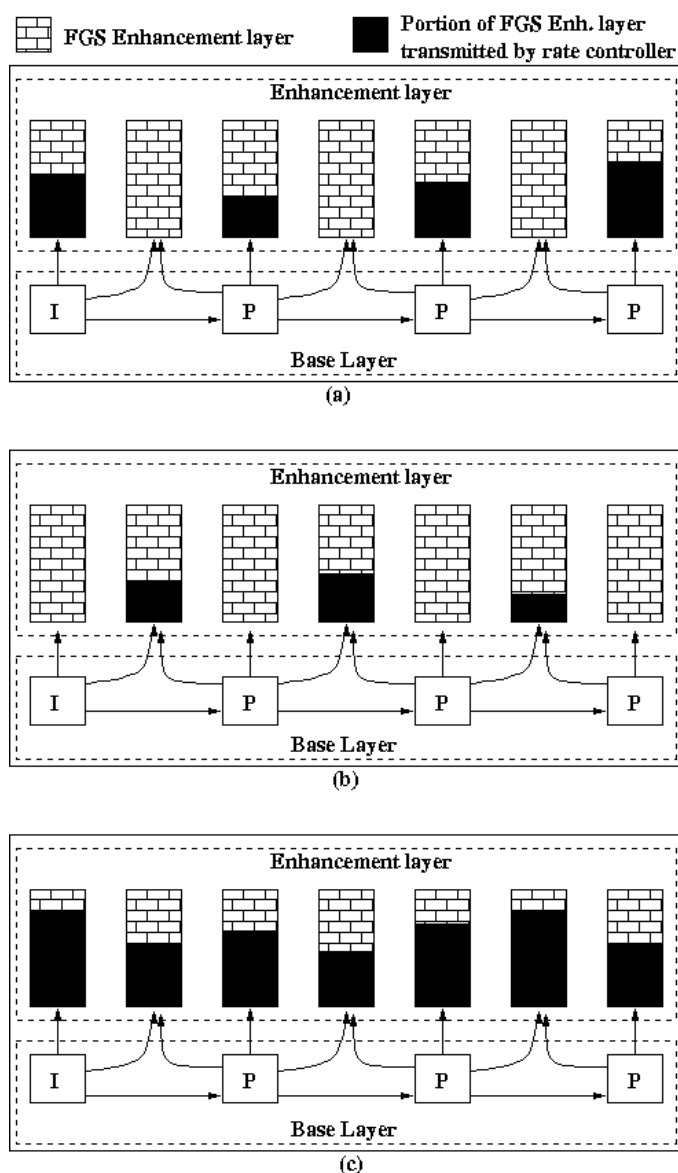 FGS Enhancement layer
Portion of FGS Enh. layer
transmitted by rate controller
Enhancement layer
I P P P
Base Layer
(a)
Enhancement layer
I P P P
Base Layer
(b)
Enhancement layer
I P P P
Base Layer
(c)